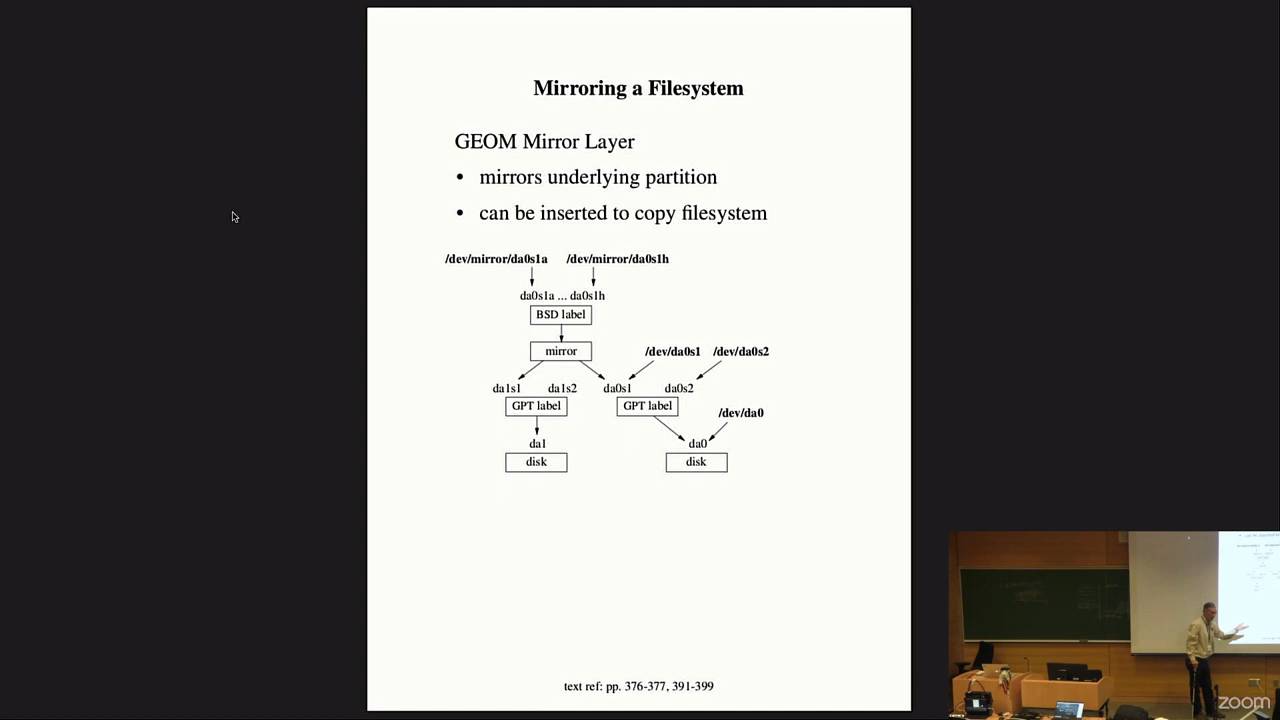 Mirroring a Filesystem
GEOM Mirror Layer
• mirrors underlying partition
• can be inserted to copy filesystem
/dev/mirror/da0s1a /dev/mirror/da0s1h
da0s1a ... da0s1h
BSD label
mirror /dev/da0s1 /dev/da0s2
da1s1 da1s2 da0s1 da0s2
GPT label GPT label /dev/da0
da1 da0
disk disk
text ref: pp. 376-377, 391-399
zoom